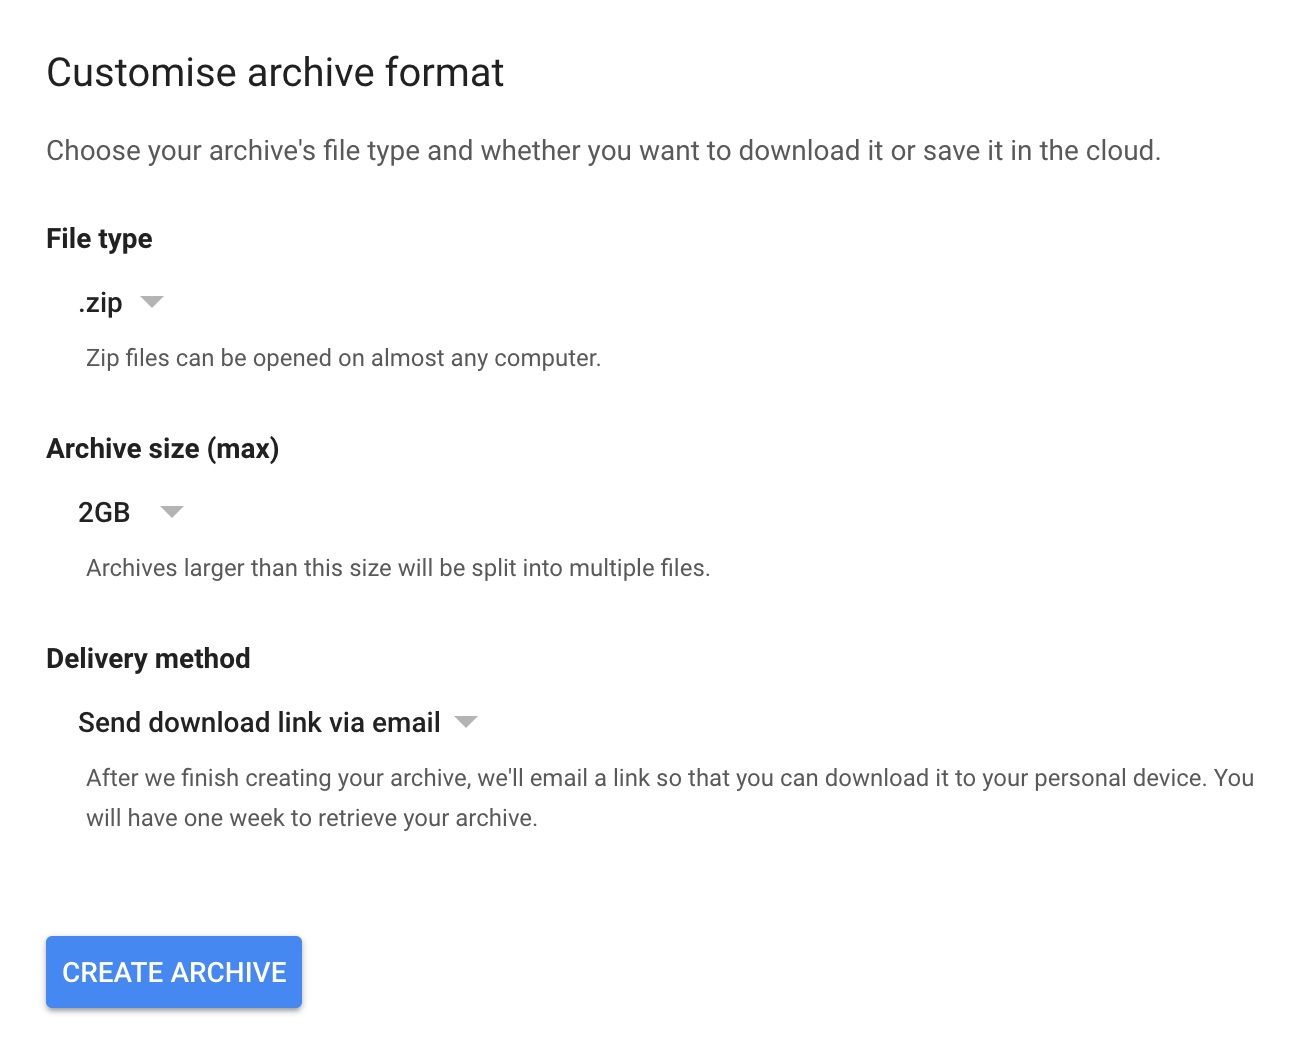 Customise archive format
Choose your archive's file type and whether you want to download it or save it in the cloud.
File type
.zip
Zip files can be opened on almost any computer.
Archive size (max)
2GB
Archives larger than this size will be split into multiple files.
Delivery method
Send download link via email
After we finish creating your archive, we'll email a link so that you can download it to your personal device. You
will have one week to retrieve your archive.
CREATE ARCHIVE